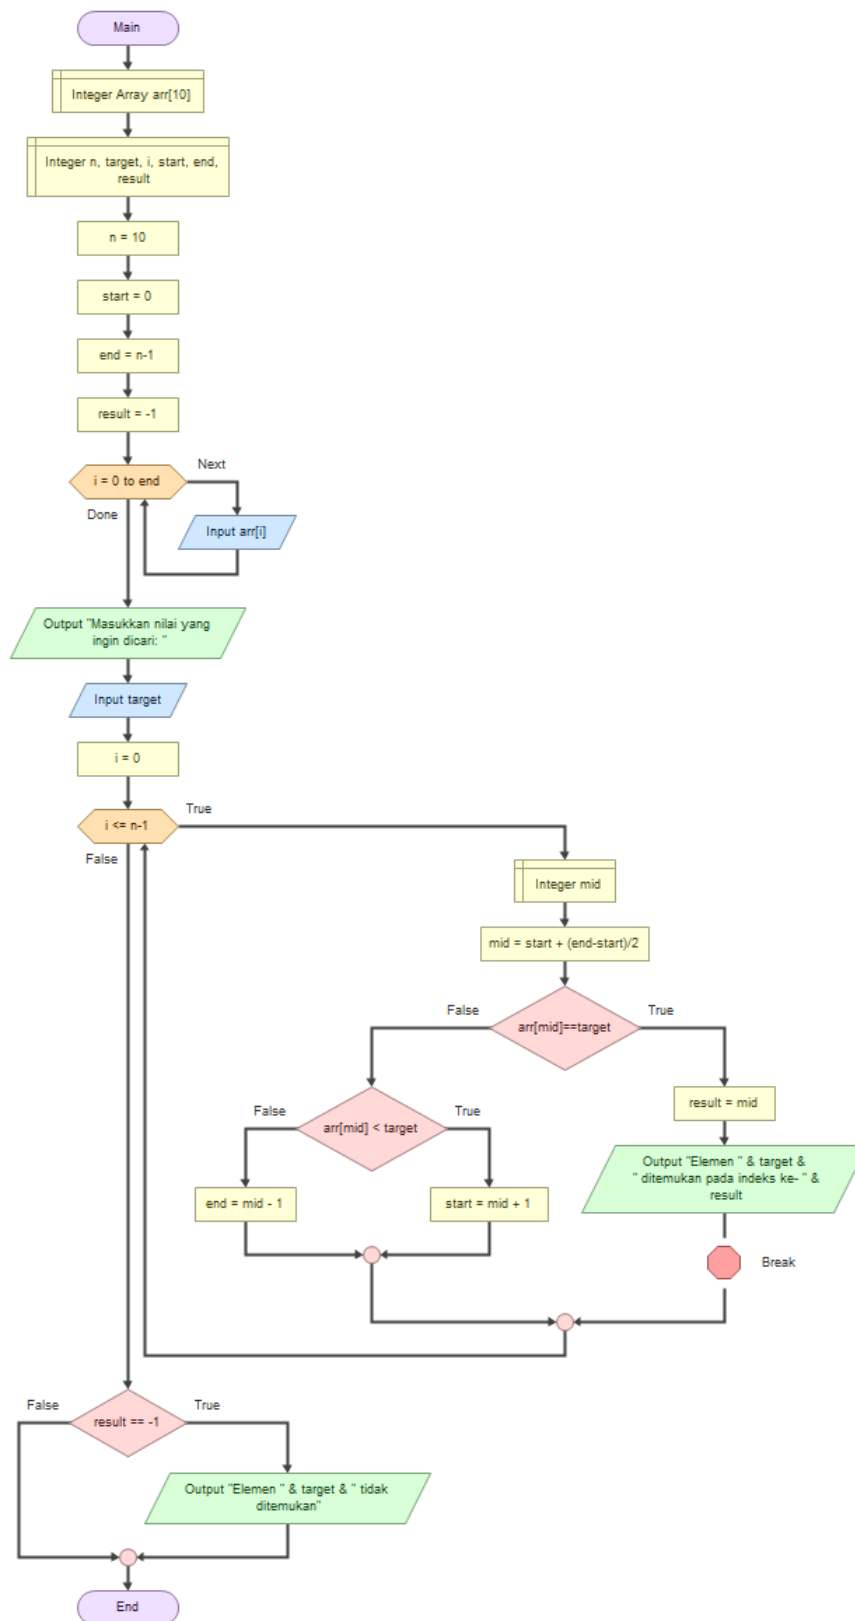 Main
Integer Array arr[10]
Integer n, target, i, start, end,
result
n = 10
start = 0
end = n-1
result = -1
i = 0 to end
Next
Done
Input arr[i]
Output "Masukkan nilai yang
ingin dicari: "
Input target
i = 0
i <= n-1
True
False
Integer mid
mid = start + (end-start)/2
arr[mid]==target
False
True
arr[mid] < target
False
True
result = mid
end = mid - 1
start = mid + 1
Output "Elemen " & target &
" ditemukan pada indeks ke- " &
result
Break
result == -1
False
True
Output "Elemen " & target & " tidak
ditemukan"
End